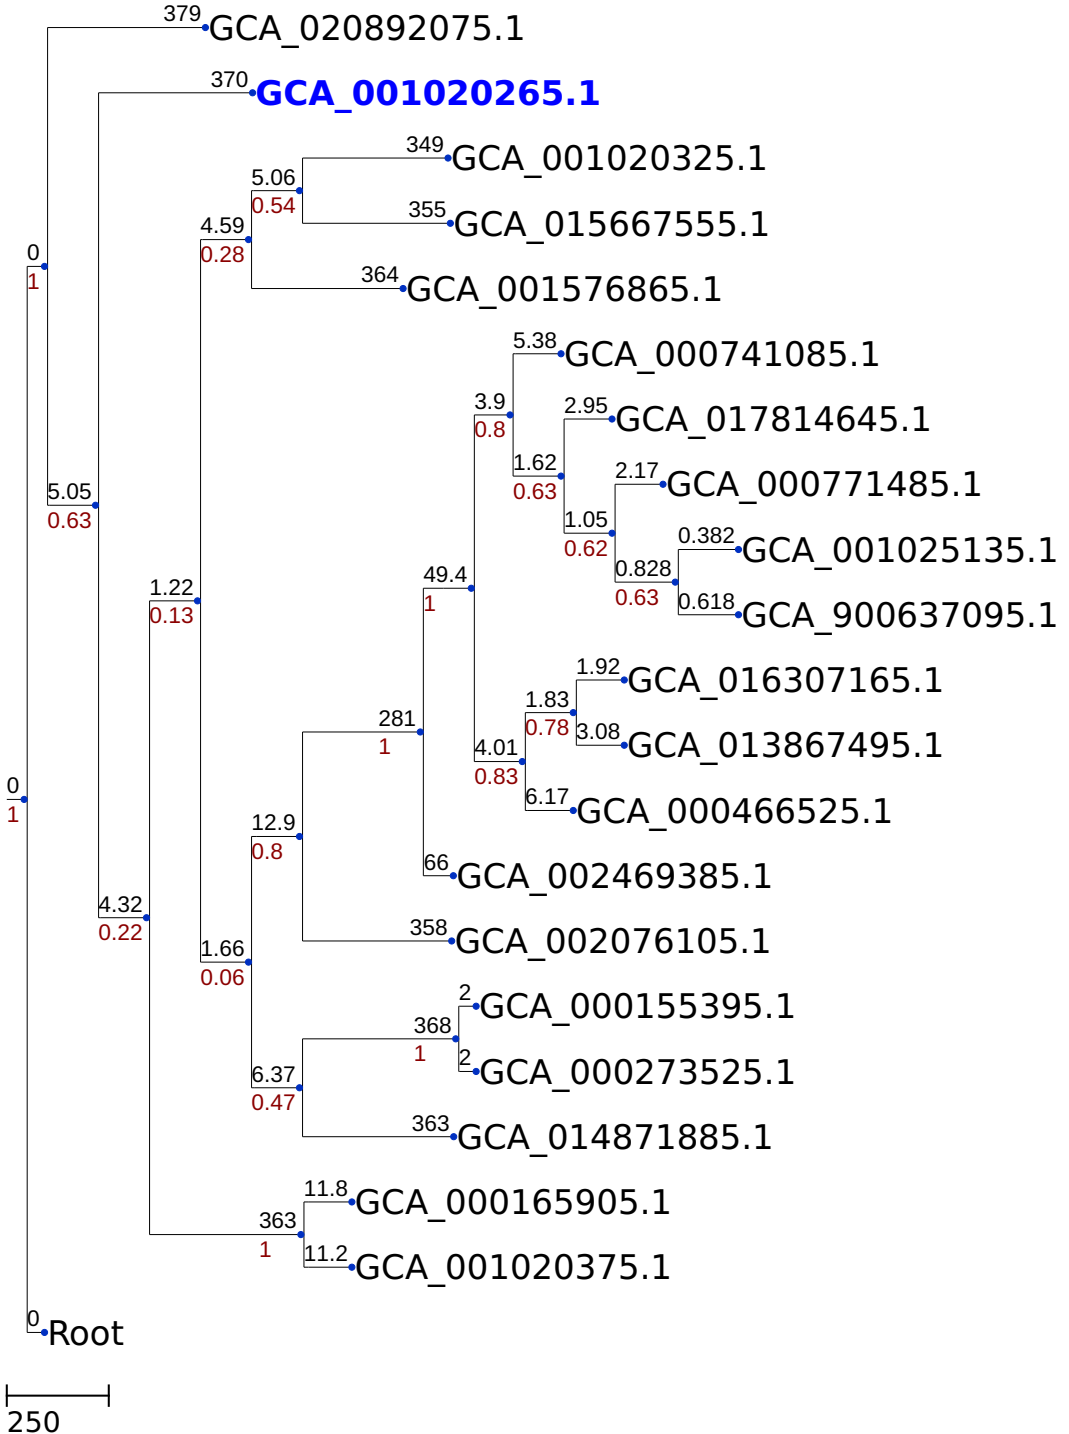 379 GCA_020892075.1
370 GCA_001020265.1
349 GCA_001020325.1
5.06
0.54
355 GCA_015667555.1
4.59
0.28
0
1
364 GCA_001576865.1
5.38 GCA_000741085.1
3.9
0.8
2.95 GCA_017814645.1
1.62
0.63
2.17 GCA_000771485.1
5.05
0.63
1.05
0.62
0.382 GCA_001025135.1
0.828
0.63
49.4
1
1.22
0.13
0.618 GCA_900637095.1
1.92 GCA_016307165.1
1.83
0.78
281
1
3.08 GCA_013867495.1
4.01
0.83
0
1
6.17 GCA_000466525.1
12.9
0.8
66 GCA_002469385.1
4.32
0.22
358 GCA_002076105.1
1.66
0.06
2 GCA_000155395.1
368
1
2 GCA_000273525.1
6.37
0.47
363 GCA_014871885.1
11.8 GCA_000165905.1
363
1
11.2 GCA_001020375.1
0 Root
250